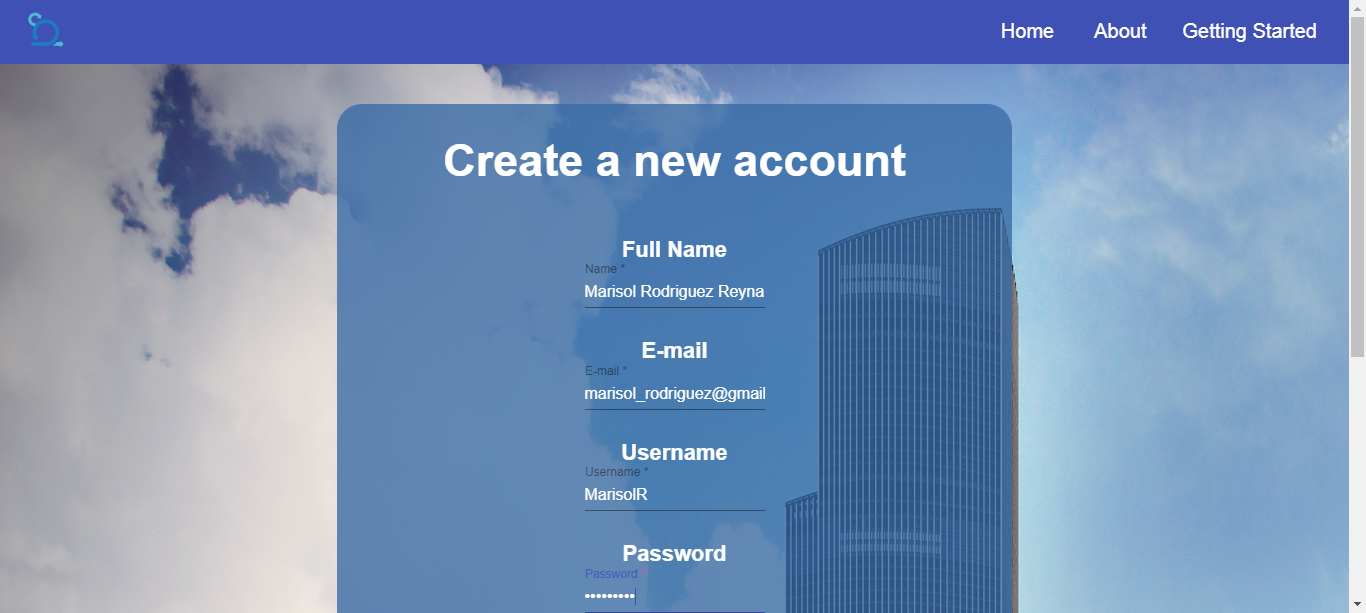 Home About Getting Started
Create a new account
Full Name
Name *
Marisol Rodriguez Reyna
E-mail
E-mail *
marisol_rodriguez@gmail
Username
Username *
MarisolR
Password
Password *
•••••••••